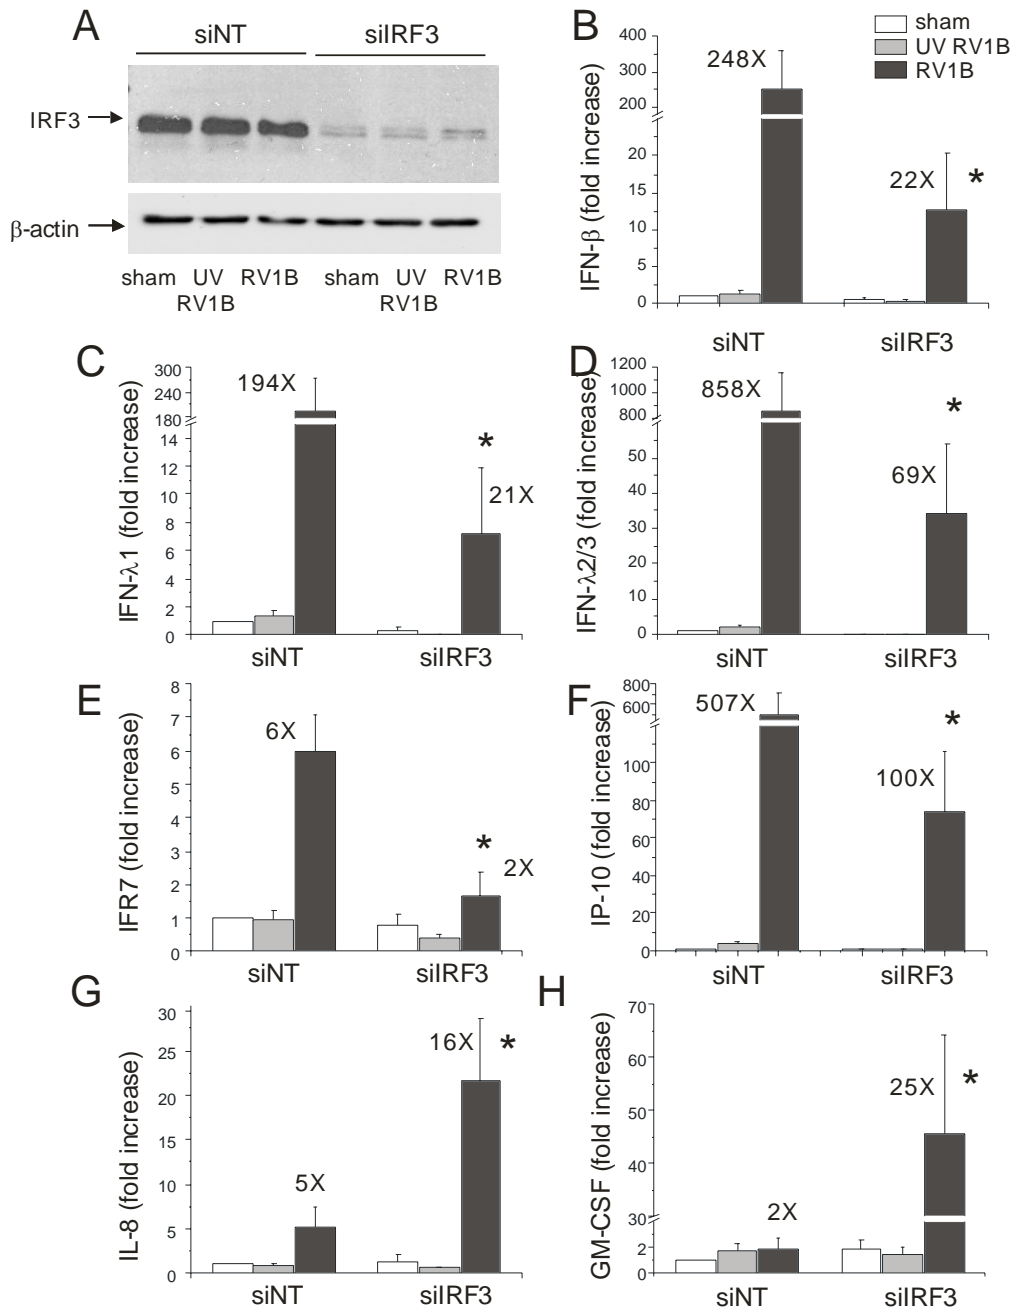 A
siNT siIRF3
IRF3
β-actin
sham UV RV1B sham UV RV1B
RV1B RV1B
B
sham
UV RV1B
RV1B
IFN-β (fold increase)
400
300
200
20
15
10
5
0
248X
22X
*
siNT siIRF3
C
IFN-λ1 (fold increase)
300
240
180
14
12
10
8
6
4
2
0
194X
*
21X
siNT siIRF3
D
IFN-λ2/3 (fold increase)
1200
1000
800
50
40
30
20
10
0
858X
*
69X
siNT siIRF3
E
IFR7 (fold increase)
8
7
6
5
4
3
2
1
0
6X
*
2X
siNT siIRF3
F
IP-10 (fold increase)
800
600
100
80
60
40
20
0
507X
*
100X
siNT siIRF3
G
IL-8 (fold increase)
30
25
20
15
10
5
0
5X
16X *
siNT siIRF3
H
GM-CSF (fold increase)
70
60
50
40
30
2
0
2X
25X *
siNT siIRF3